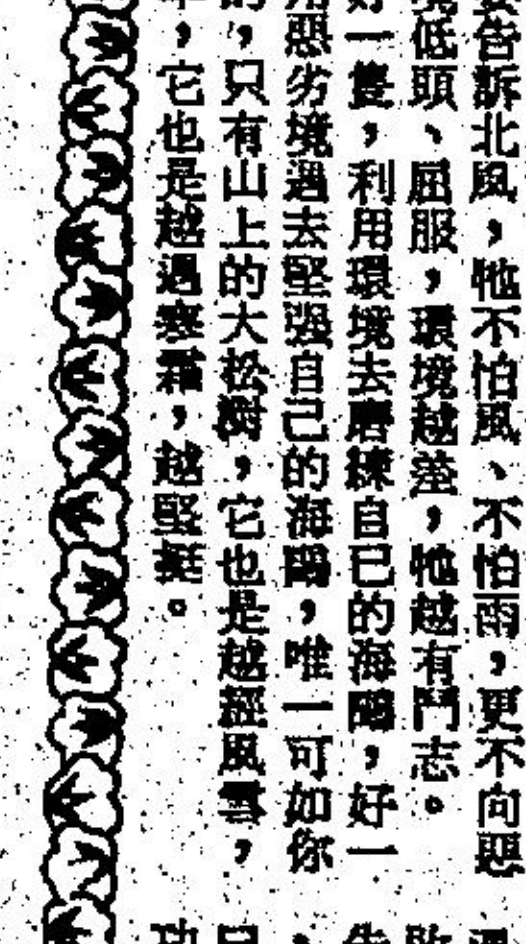 要告訴北風，牠不怕風、不怕雨，更不向惡
境低頭、屈服，環境越差，牠越有鬥志。
好一隻，利用環境去磨練自已的海鷗，好一
用惡劣境過去堅强自己的海鷗，唯一可如你
的，只有山上的大松樹，它也是越經風雪，
，它也是越過寒霜，越堅挺。